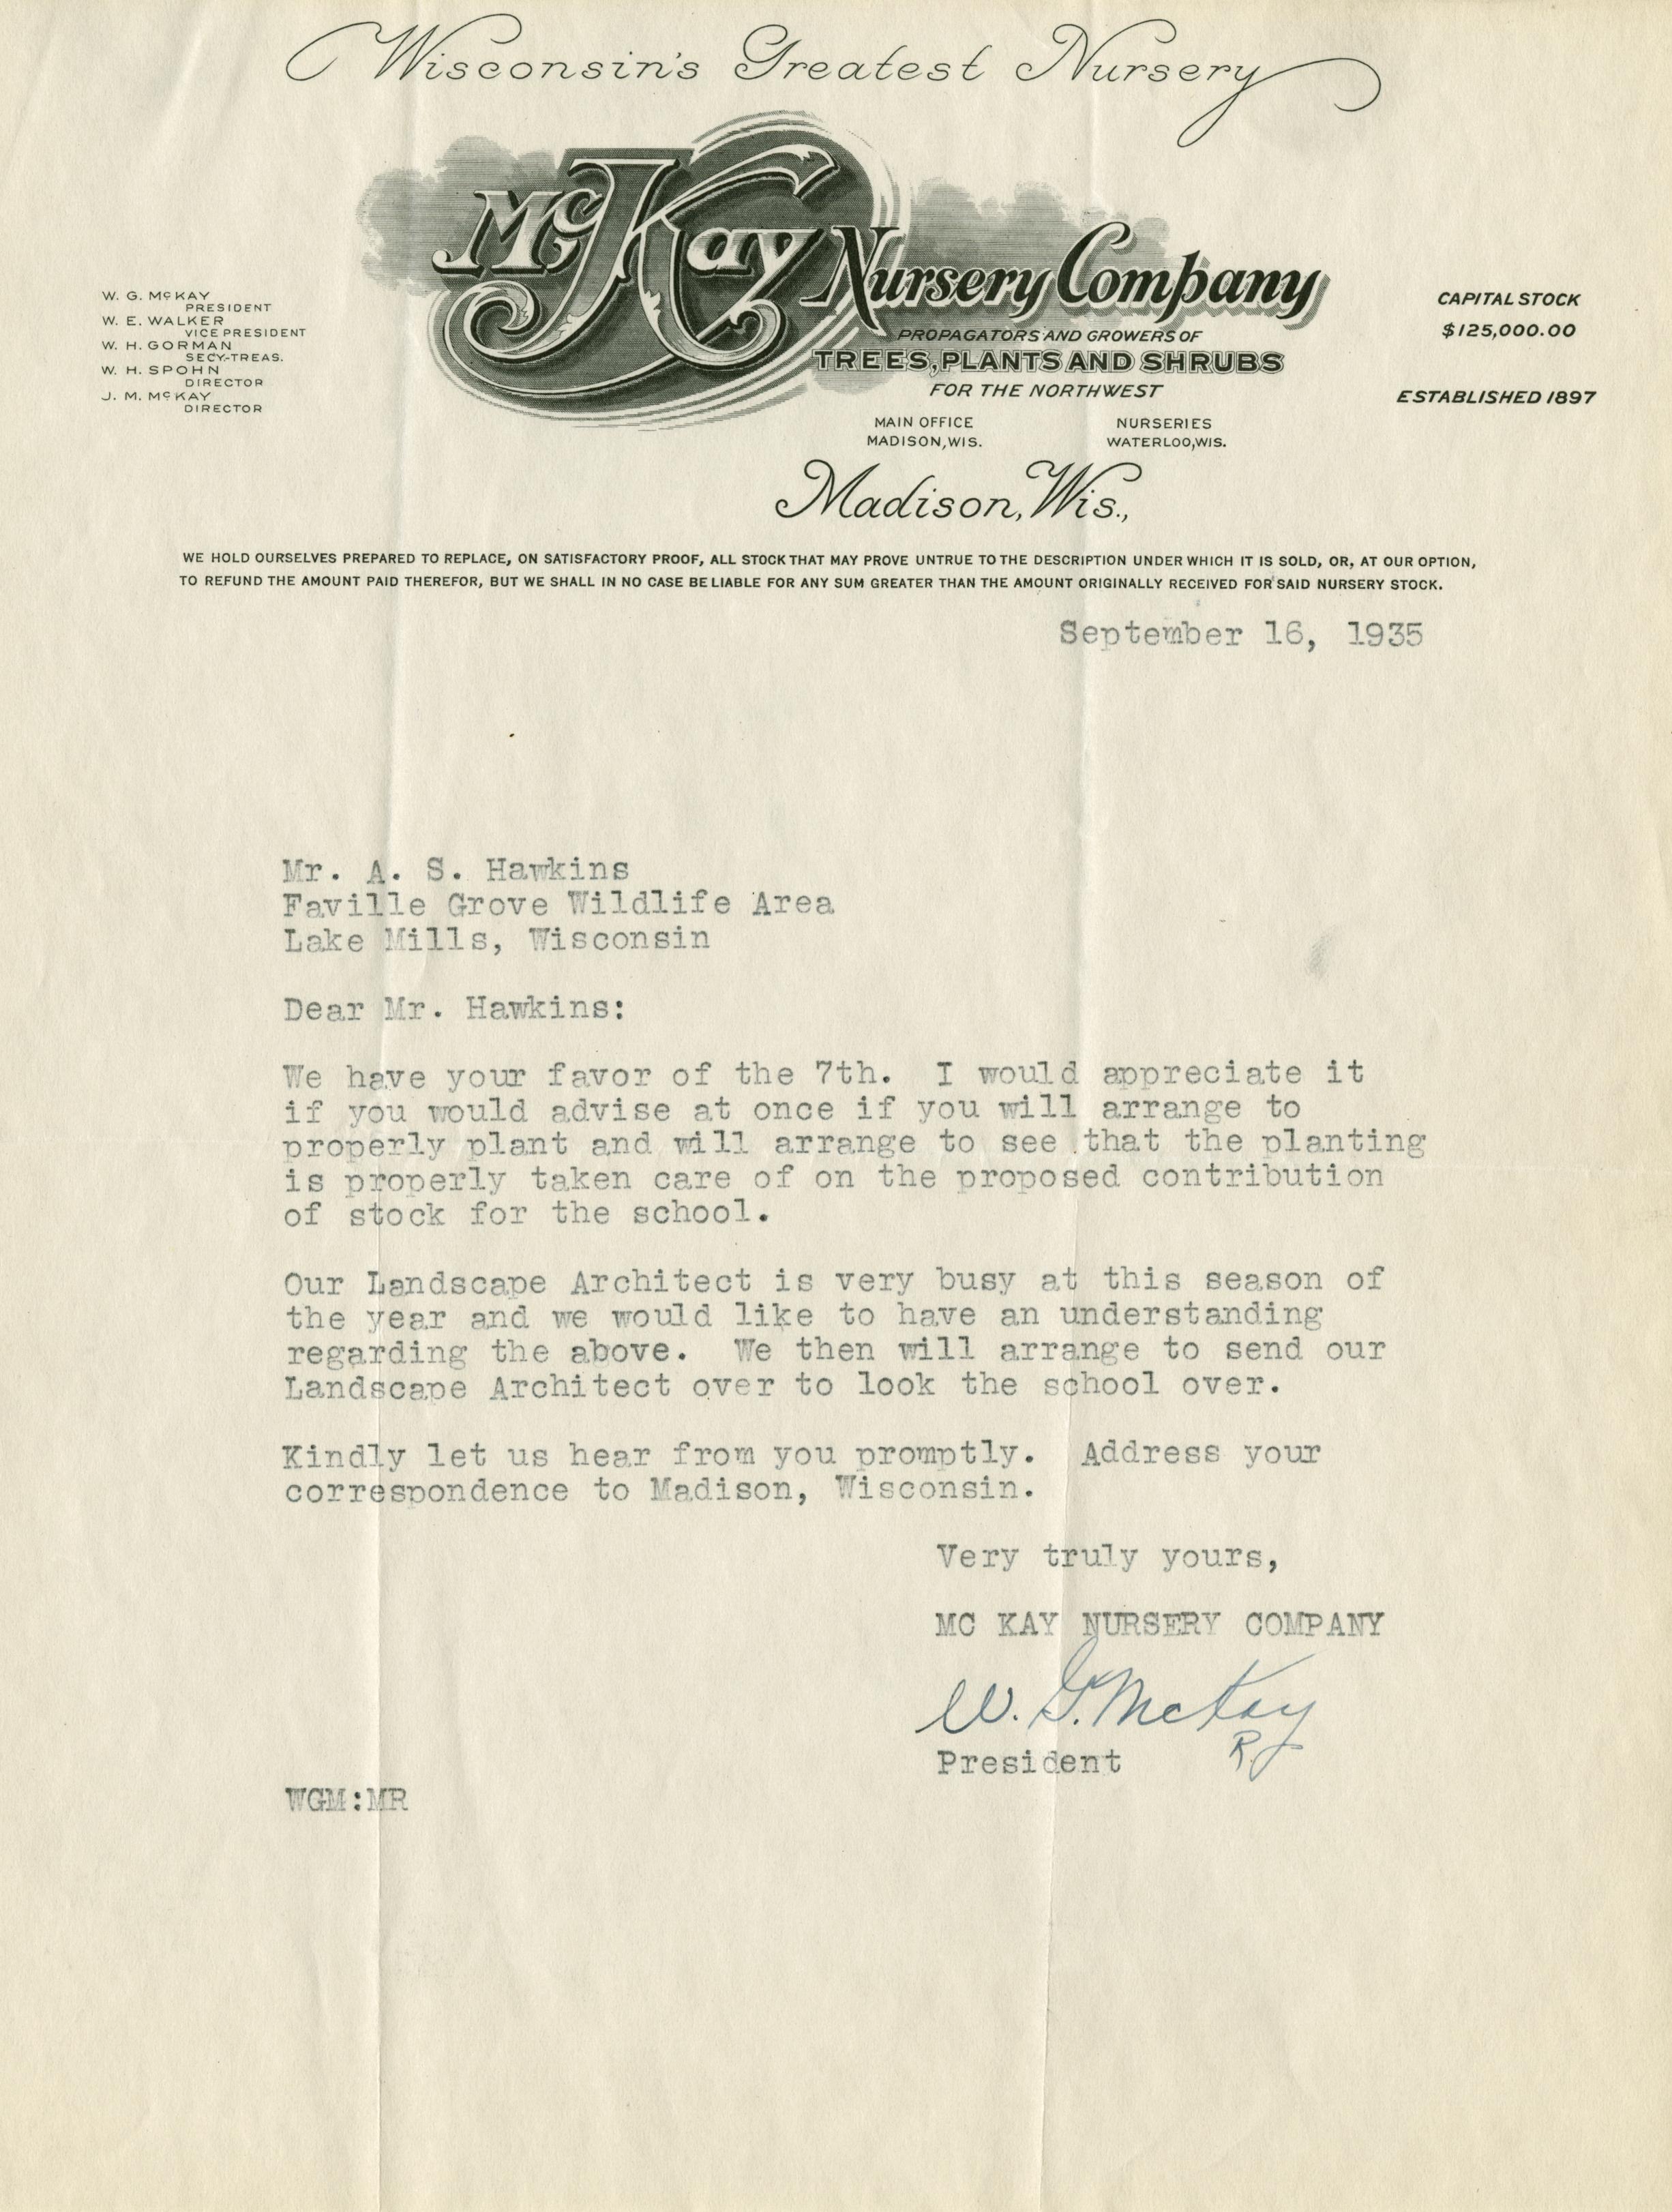 Wisconsin's Greatest Nursery
McKay Nursery Company
PROPAGATORS AND GROWERS OF
TREES, PLANTS AND SHRUBS
FOR THE NORTHWEST
MAIN OFFICE
MADISON, WIS.
NURSERIES
WATERLOO, WIS.
W. G. McKAY
PRESIDENT
W. E. WALKER
VICE PRESIDENT
W. H. GORMAN
SECY-TREAS.
W. H. SPOHN
DIRECTOR
J. M. McKAY
DIRECTOR
CAPITAL STOCK
$125,000.00
ESTABLISHED 1897
Madison, Wis.,
WE HOLD OURSELVES PREPARED TO REPLACE, ON SATISFACTORY PROOF, ALL STOCK THAT MAY PROVE UNTRUE TO THE DESCRIPTION UNDER WHICH IT IS SOLD, OR, AT OUR OPTION,
TO REFUND THE AMOUNT PAID THEREFOR, BUT WE SHALL IN NO CASE BE LIABLE FOR ANY SUM GREATER THAN THE AMOUNT ORIGINALLY RECEIVED FOR SAID NURSERY STOCK.
September 16, 1935
Mr. A. S. Hawkins
Faville Grove Wildlife Area
Lake Mills, Wisconsin
Dear Mr. Hawkins:
We have your favor of the 7th. I would appreciate it
if you would advise at once if you will arrange to
properly plant and will arrange to see that the planting
is properly taken care of on the proposed contribution
of stock for the school.
Our Landscape Architect is very busy at this season of
the year and we would like to have an understanding
regarding the above. We then will arrange to send our
Landscape Architect over to look the school over.
Kindly let us hear from you promptly. Address your
correspondence to Madison, Wisconsin.
Very truly yours,
MC KAY NURSERY COMPANY
W. G. McKay
R
President
WGM:MR